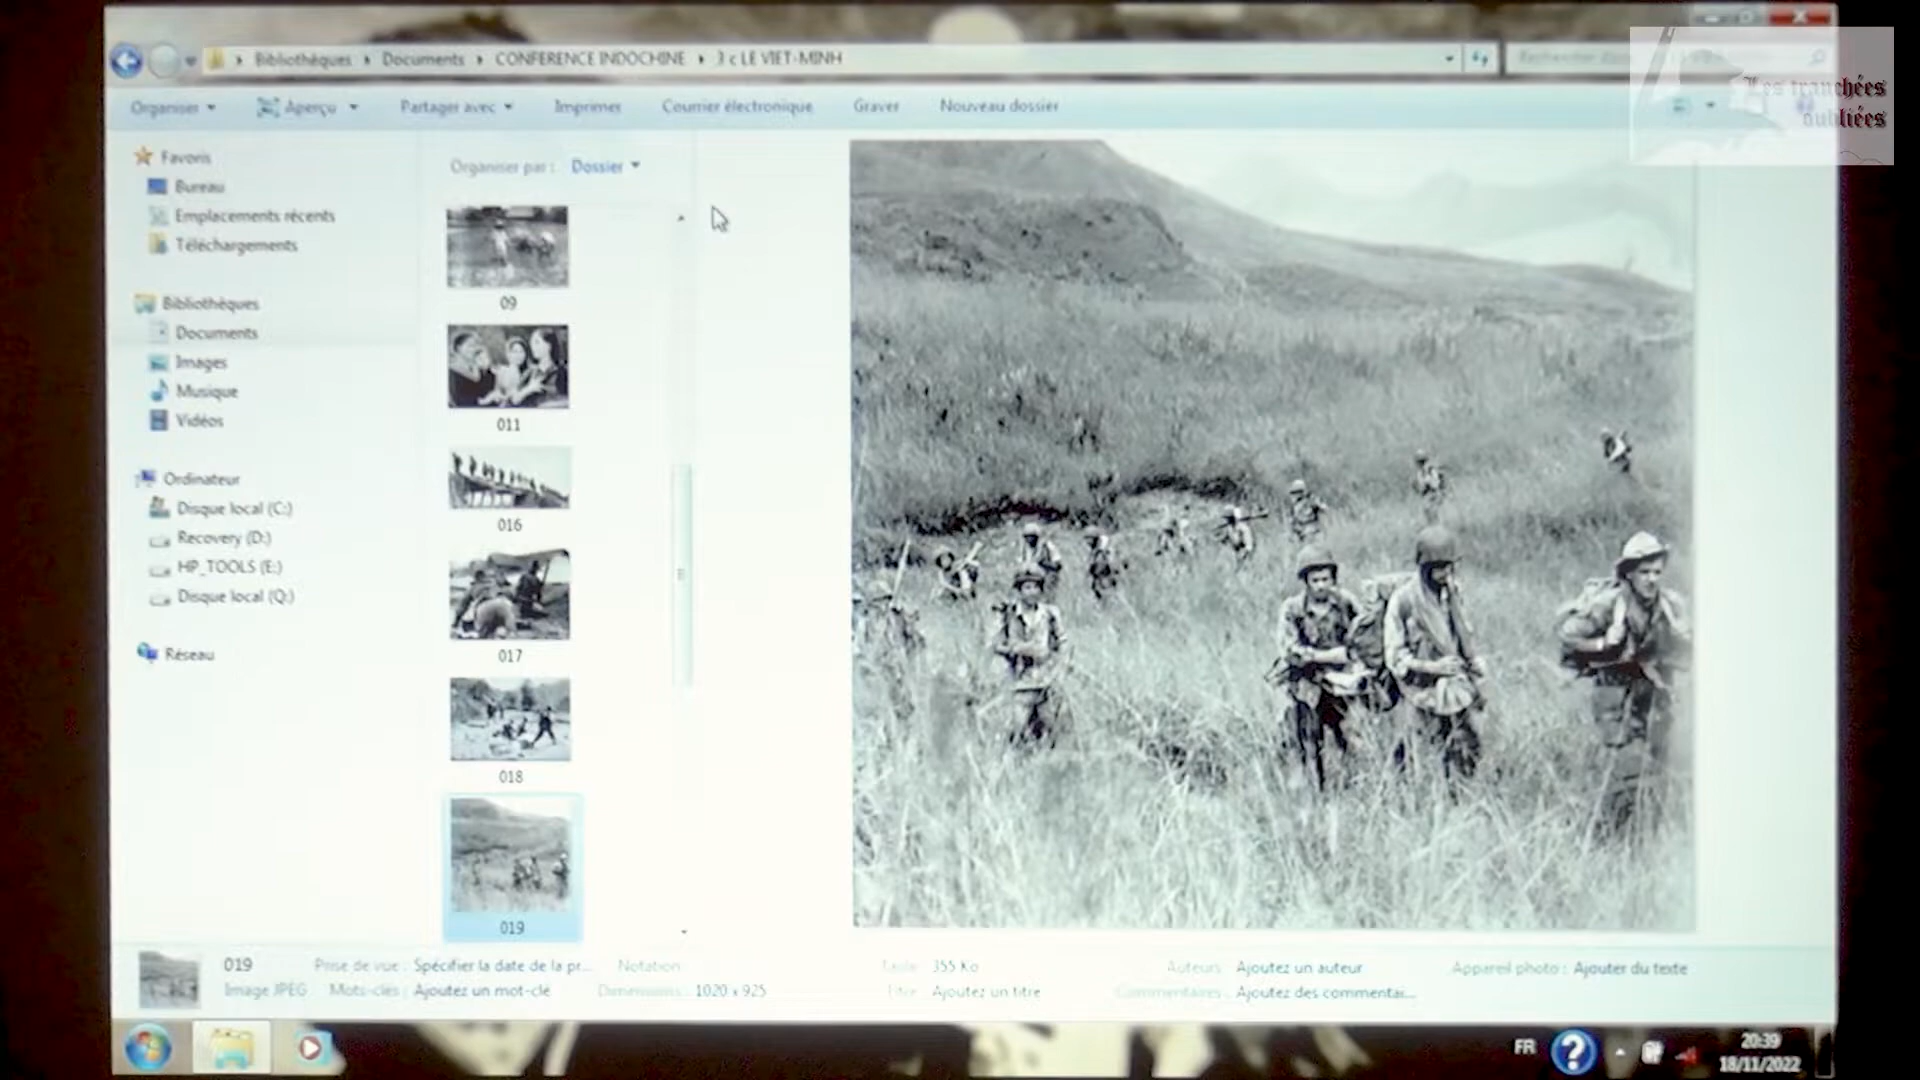 Bibliothèques ▸ Documents ▸ CONFERENCE INDOCHINE ▸ 3 c LE VIET-MINH
Organiser Aperçu Partager avec Imprimer Courrier électronique Graver Nouveau dossier
Les tranchées
oubliées
Favoris
Bureau
Emplacements récents
Téléchargements
Bibliothèques
Documents
Images
Musique
Vidéos
Ordinateur
Disque local (C:)
Recovery (D:)
HP_TOOLS (E:)
Disque local (Q:)
Réseau
Organiser par : Dossier
09
011
016
017
018
019
019 Prise de vue : Spécifier la date de la pr... Notation Taille 355 Ko Auteurs Ajoutez un auteur Appareil photo : Ajouter du texte
Image JPEG Mots-clés : Ajoutez un mot-clé Dimensions : 1020 x 925 Titre Ajoutez un titre Commentaires Ajoutez des commentai...
FR 20:39
18/11/2022